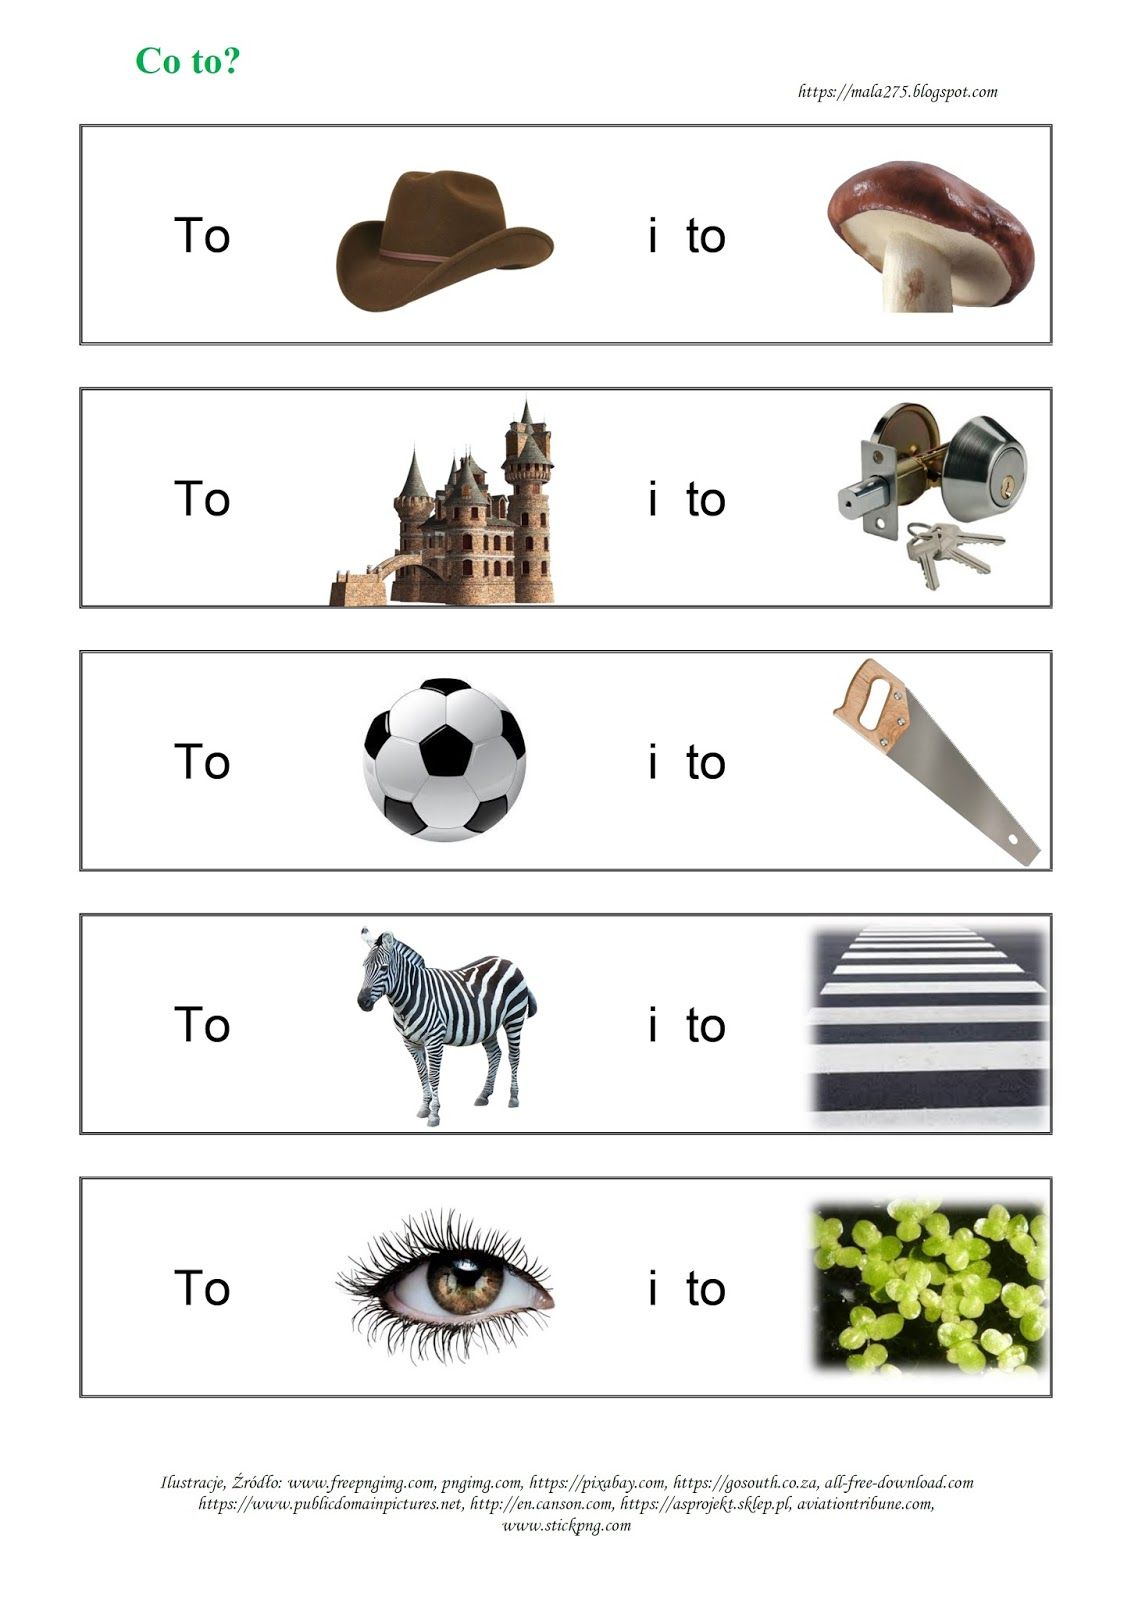 Co to?
https://mala275.blogspot.com
To i to
To i to
To i to
To i to
To i to
Ilustracje, Źródło: www.freepngimg.com, pngimg.com, https://pixabay.com, https://gosouth.co.za, all-free-download.com
https://www.publicdomainpictures.net, http://en.canson.com, https://asprojekt.sklep.pl, aviationtribune.com,
www.stickpng.com